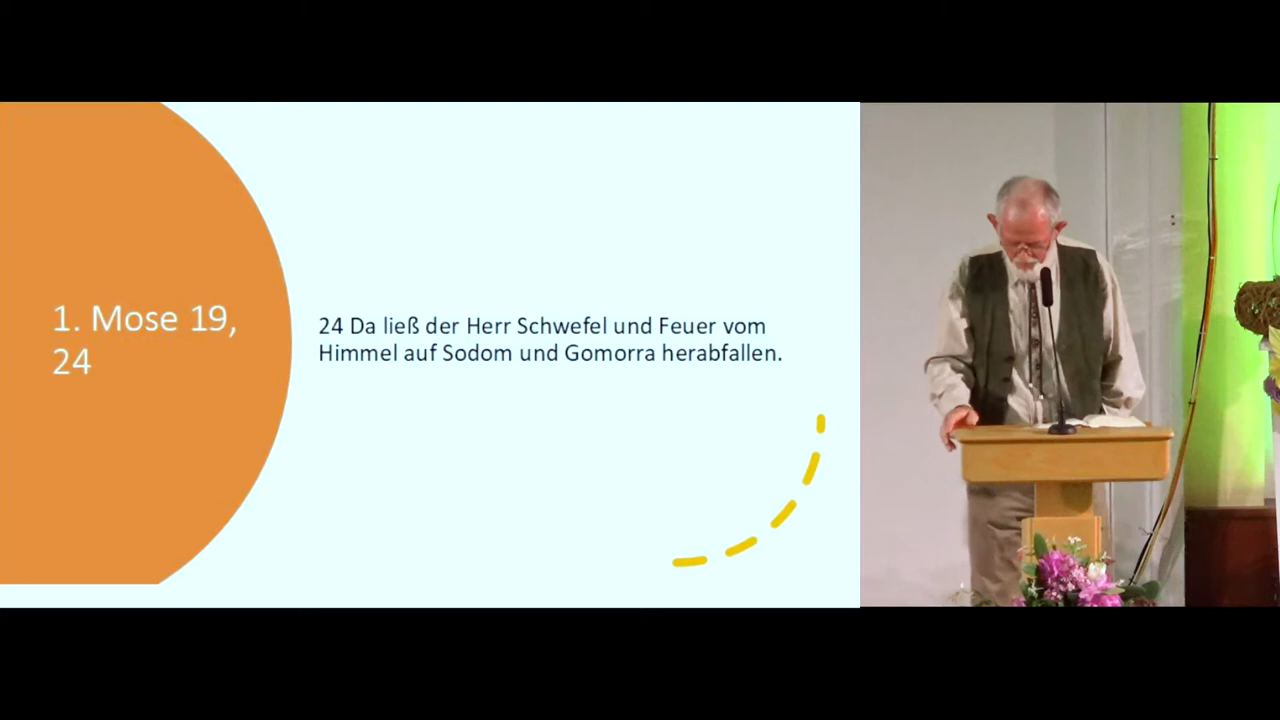 1. Mose 19,
24
24 Da ließ der Herr Schwefel und Feuer vom
Himmel auf Sodom und Gomorra herabfallen.